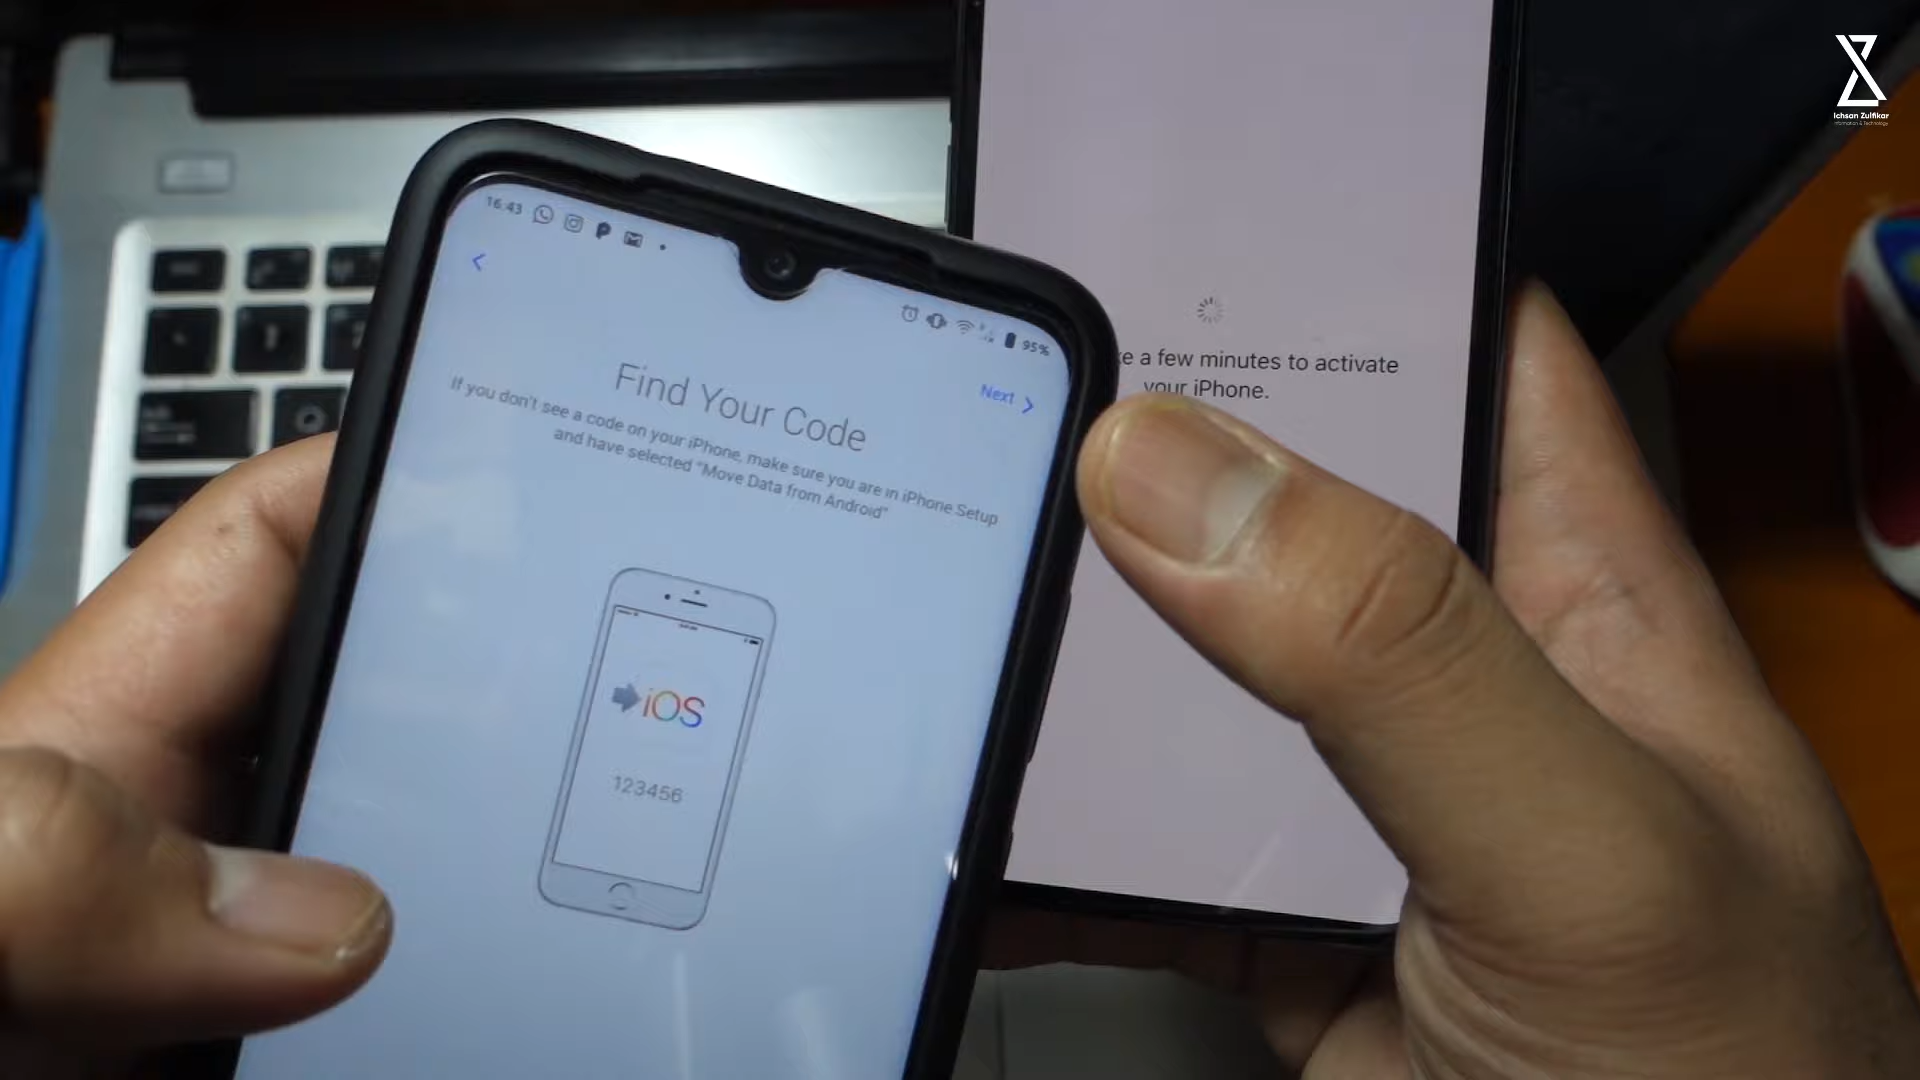 16:43
95%
Next
Find Your Code
If you don't see a code on your iPhone, make sure you are in iPhone Setup
and have selected "Move Data from Android"
iOS
123456
a few minutes to activate
your iPhone.
Ichsan Zulfikar
Information & Technology